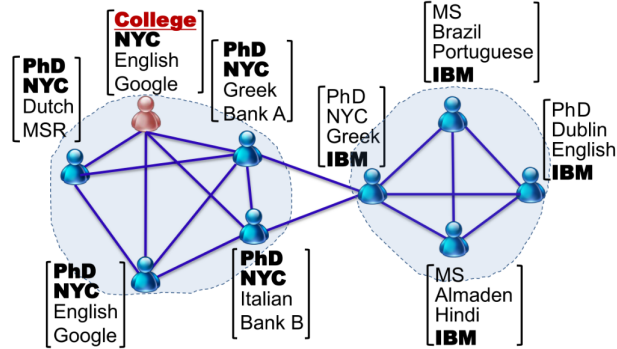 College
NYC
English
Google
PhD
NYC
Dutch
MSR
PhD
NYC
Greek
Bank A
PhD
NYC
English
Google
PhD
NYC
Italian
Bank B
PhD
NYC
Greek
IBM
MS
Brazil
Portuguese
IBM
PhD
Dublin
English
IBM
MS
Almaden
Hindi
IBM